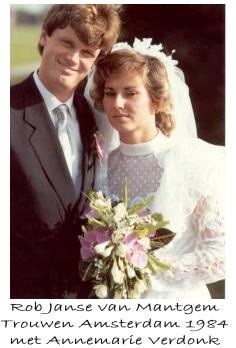 Rob Janse van Mantgem
Trouwen Amsterdam 1984
met Annemarie Verdonk